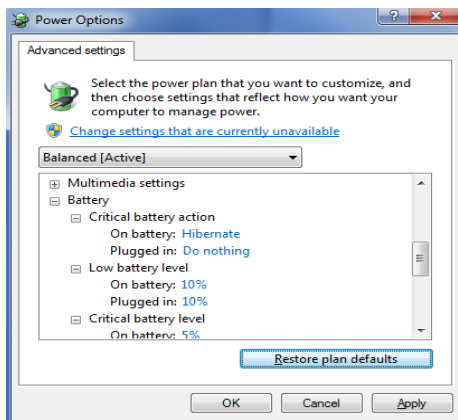 Power Options
?
Advanced settings
Select the power plan that you want to customize, and
then choose settings that reflect how you want your
computer to manage power.
Change settings that are currently unavailable
Balanced [Active]
Multimedia settings
Battery
Critical battery action
On battery: Hibernate
Plugged in: Do nothing
Low battery level
On battery: 10%
Plugged in: 10%
Critical battery level
On battery: 5%
Restore plan defaults
OK Cancel Apply